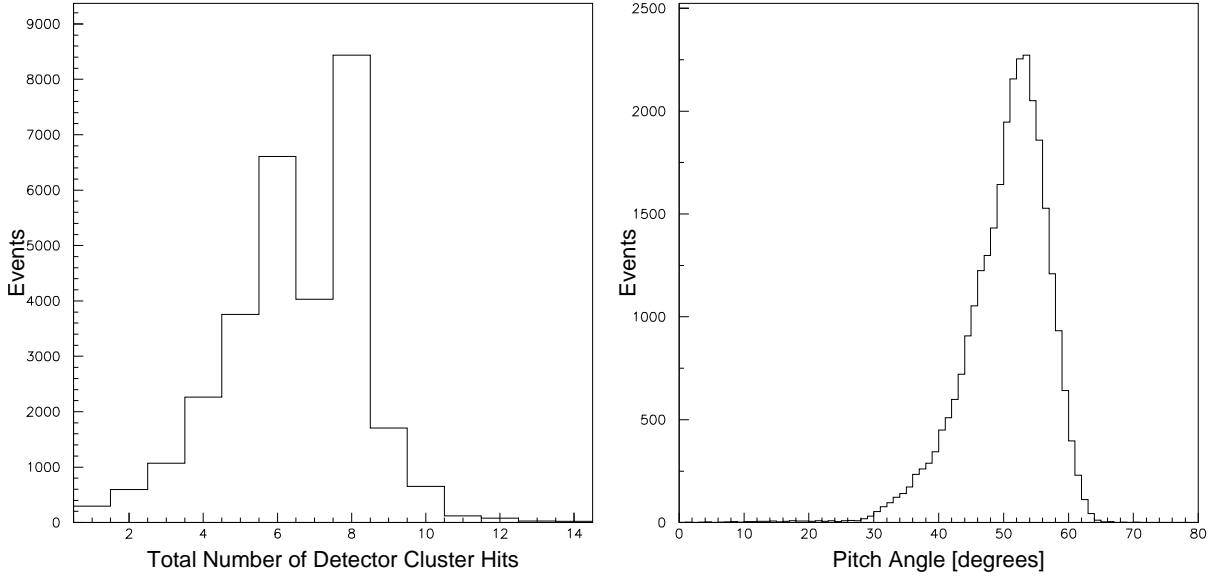 9000
8000
7000
6000
5000
4000
3000
2000
1000
0
Events
2 4 6 8 10 12 14
Total Number of Detector Cluster Hits
2500
2000
1500
1000
500
0
Events
0 10 20 30 40 50 60 70 80
Pitch Angle [degrees]